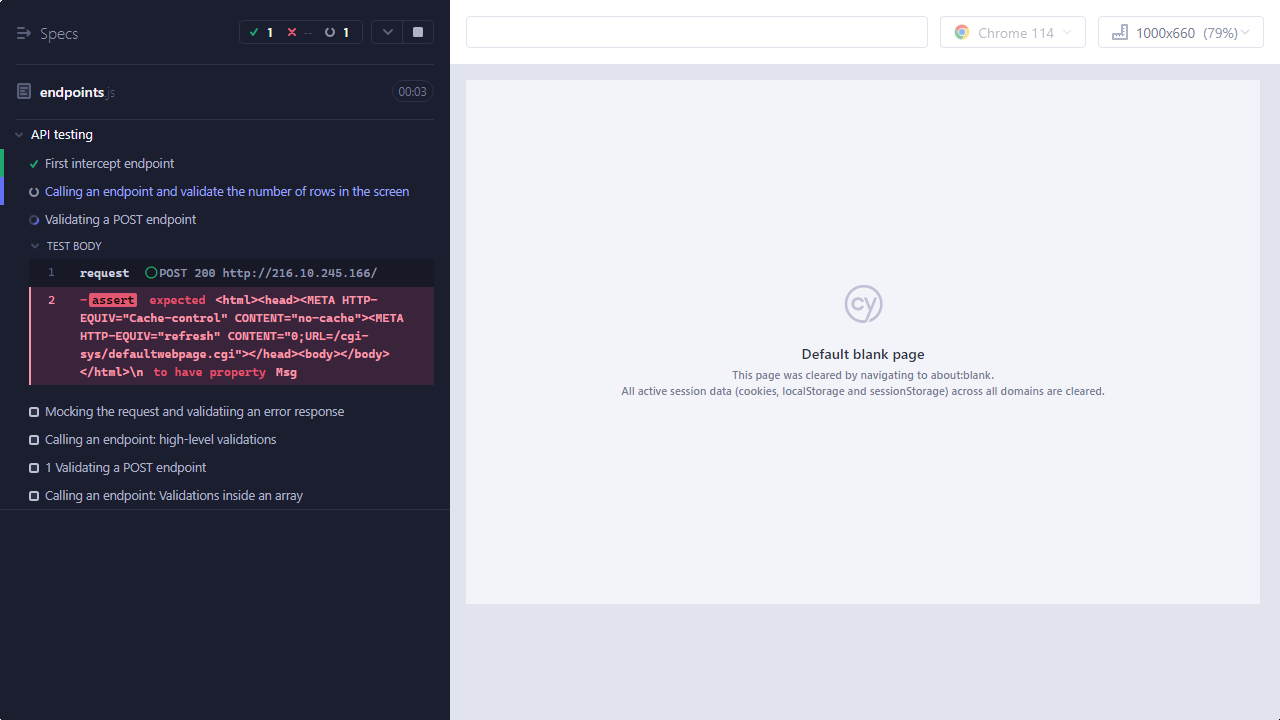 Specs
1
--
1
Chrome 114
1000x660 (79%)
endpoints.js
00:03
API testing
First intercept endpoint
Calling an endpoint and validate the number of rows in the screen
Validating a POST endpoint
TEST BODY
1 request POST 200 http://216.10.245.166/
2 -assert expected <html><head><META HTTP-
EQUIV="Cache-control" CONTENT="no-cache"><META
HTTP-EQUIV="refresh" CONTENT="0;URL=/cgi-
sys/defaultwebpage.cgi"></head><body></body>
</html>\n to have property Msg
Mocking the request and validatiing an error response
Calling an endpoint: high-level validations
1 Validating a POST endpoint
Calling an endpoint: Validations inside an array
cy
Default blank page
This page was cleared by navigating to about:blank.
All active session data (cookies, localStorage and sessionStorage) across all domains are cleared.